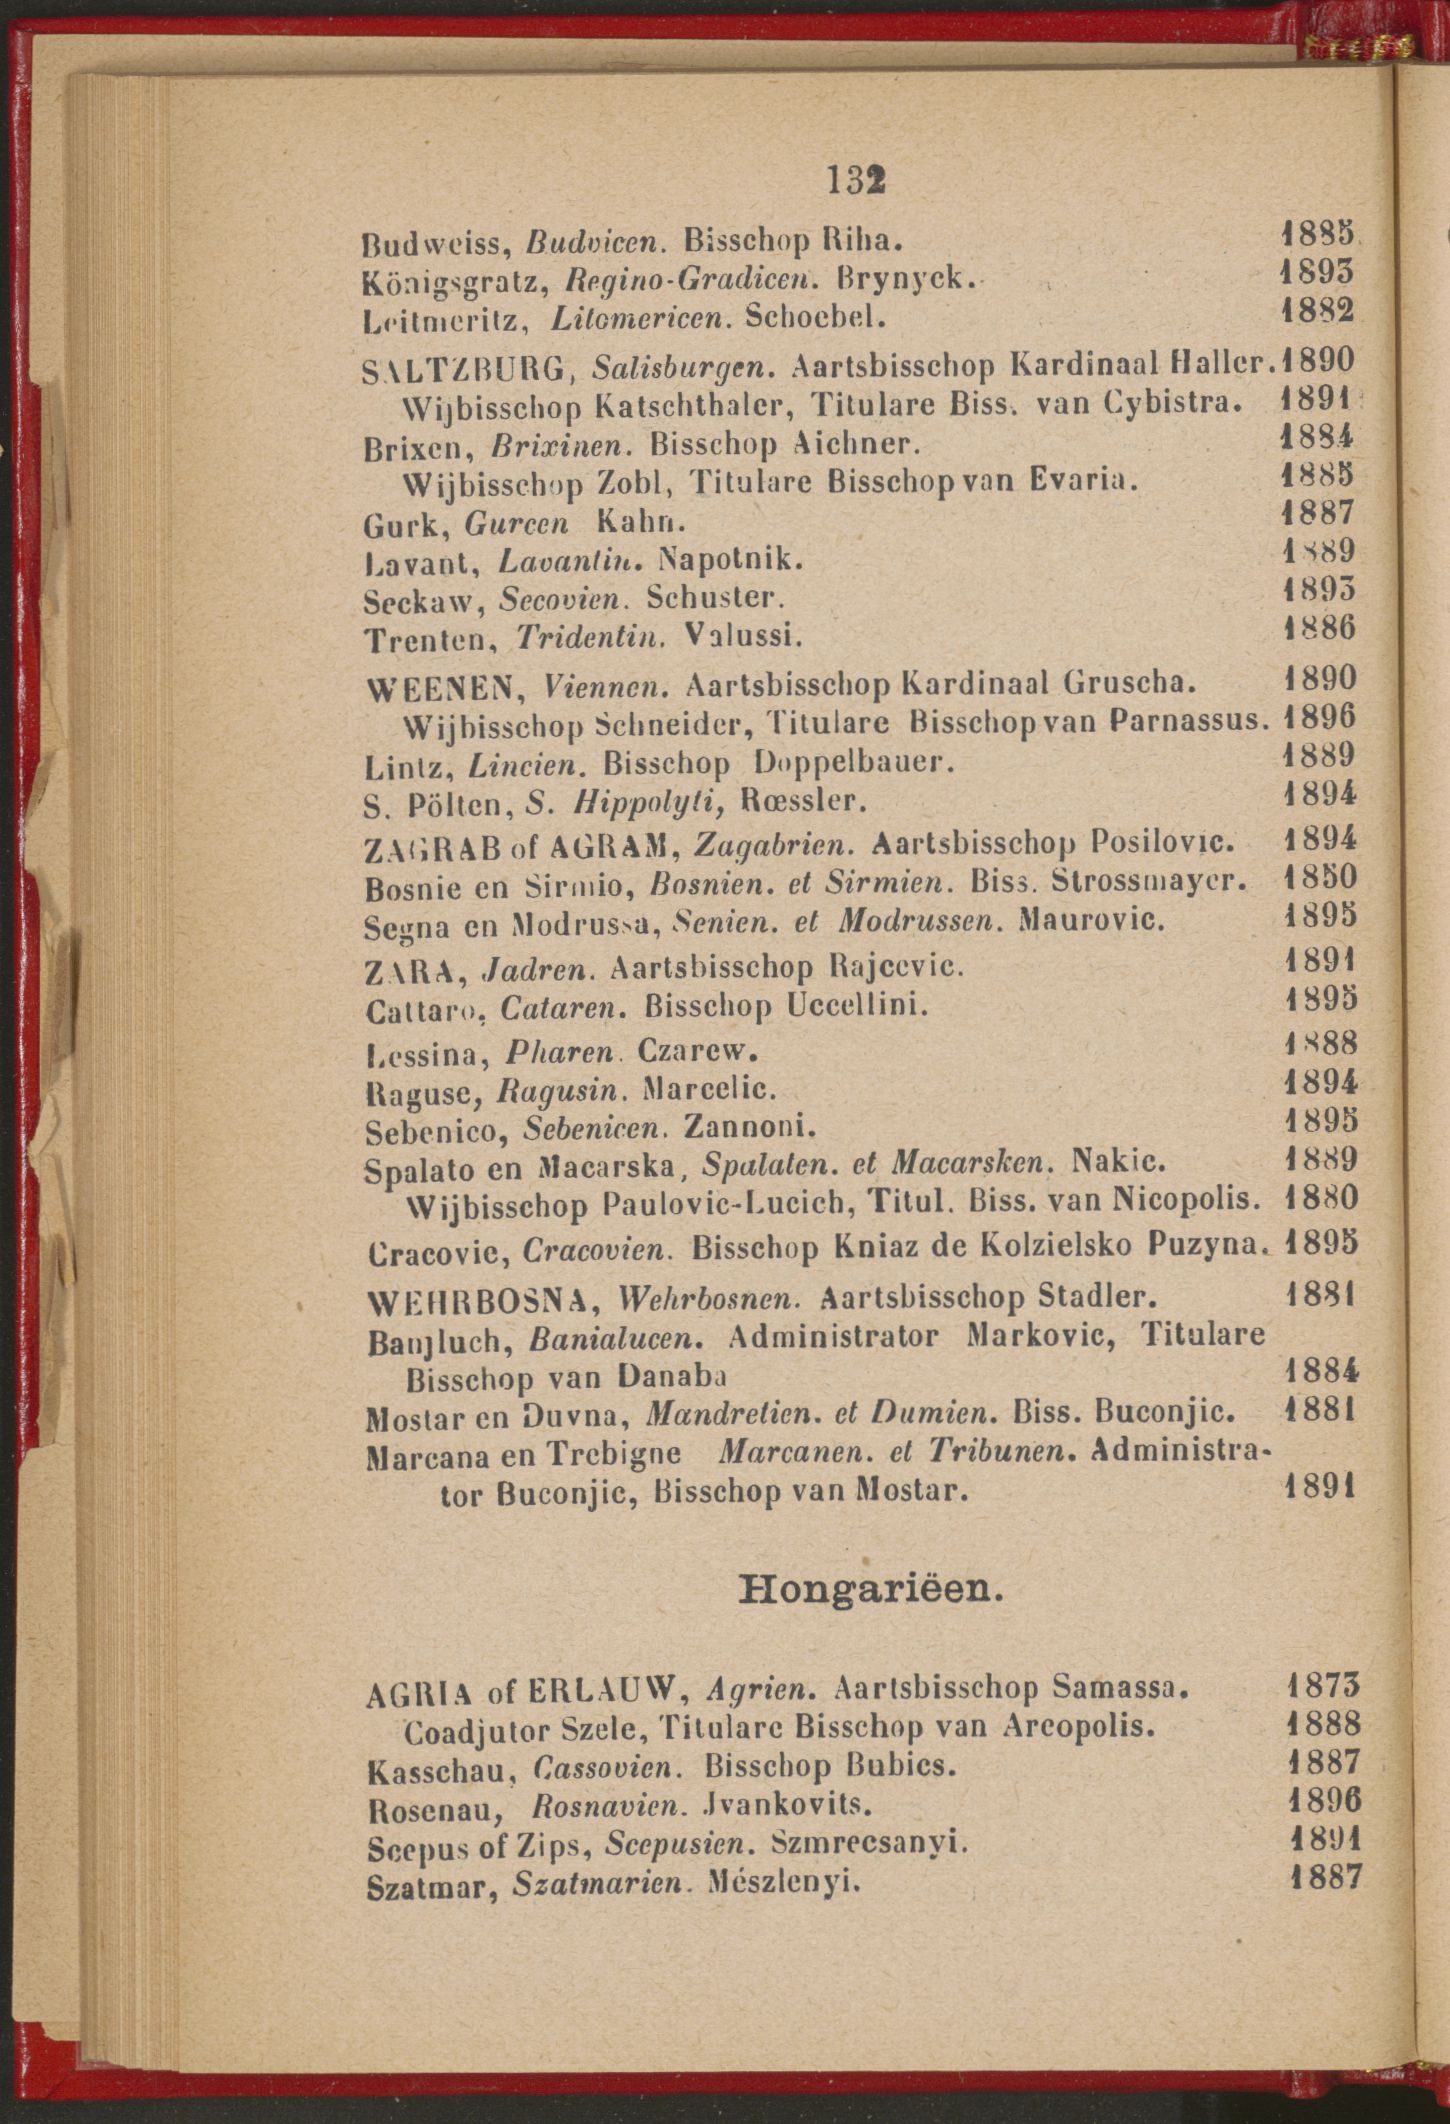 132
Budweiss, Budvicen. Bisschop Riha. 1885
Königsgratz, Regino-Gradicen. Brynyck. 1893
Leitmeritz, Litomericen. Schoebel. 1882
SALTZBURG, Salisburgen. Aartsbisschop Kardinaal Haller. 1890
Wijbisschop Katschthaler, Titulare Biss. van Cybistra. 1891
Brixen, Brixinen. Bisschop Aichner. 1884
Wijbisschop Zobl, Titulare Bisschop van Evaria. 1885
Gurk, Gurcen Kahn. 1887
Lavant, Lavantin. Napotnik. 1889
Seckaw, Secovien. Schuster. 1893
Trenten, Tridentin. Valussi. 1886
WEENEN, Viennen. Aartsbisschop Kardinaal Gruscha. 1890
Wijbisschop Schneider, Titulare Bisschop van Parnassus. 1896
Lintz, Lincien. Bisschop Doppelbauer. 1889
S. Pölten, S. Hippolyti, Rœssler. 1894
ZAGRAB of AGRAM, Zagabrien. Aartsbisschop Posilovic. 1894
Bosnie en Sirmio, Bosnien. et Sirmien. Biss. Strossmayer. 1850
Segna en Modrussa, Senien. et Modrussen. Maurovic. 1895
ZARA, Jadren. Aartsbisschop Rajcevic. 1891
Cattaro, Cataren. Bisschop Uccellini. 1895
Lessina, Pharen. Czarew. 1888
Raguse, Ragusin. Marcelic. 1894
Sebenico, Sebenicen. Zannoni. 1895
Spalato en Macarska, Spalaten. et Macarsken. Nakic. 1889
Wijbisschop Paulovic-Lucich, Titul. Biss. van Nicopolis. 1880
Cracovie, Cracovien. Bisschop Kniaz de Kolzielsko Puzyna. 1895
WEHRBOSNA, Wehrbosnen. Aartsbisschop Stadler. 1881
Banjluch, Banialucen. Administrator Markovic, Titulare
Bisschop van Danaba 1884
Mostar en Duvna, Mandretien. et Dumien. Biss. Buconjic. 1881
Marcana en Trebigne Marcanen. et Tribunen. Administra-
tor Buconjic, Bisschop van Mostar. 1891
Hongariëen.
AGRIA of ERLAUW, Agrien. Aartsbisschop Samassa. 1873
Coadjutor Szele, Titulare Bisschop van Arcopolis. 1888
Kasschau, Cassovien. Bisschop Bubics. 1887
Rosenau, Rosnavien. Jvankovits. 1896
Scepus of Zips, Scepusien. Szmrecsanyi. 1891
Szatmar, Szatmarien. Mészlenyi. 1887